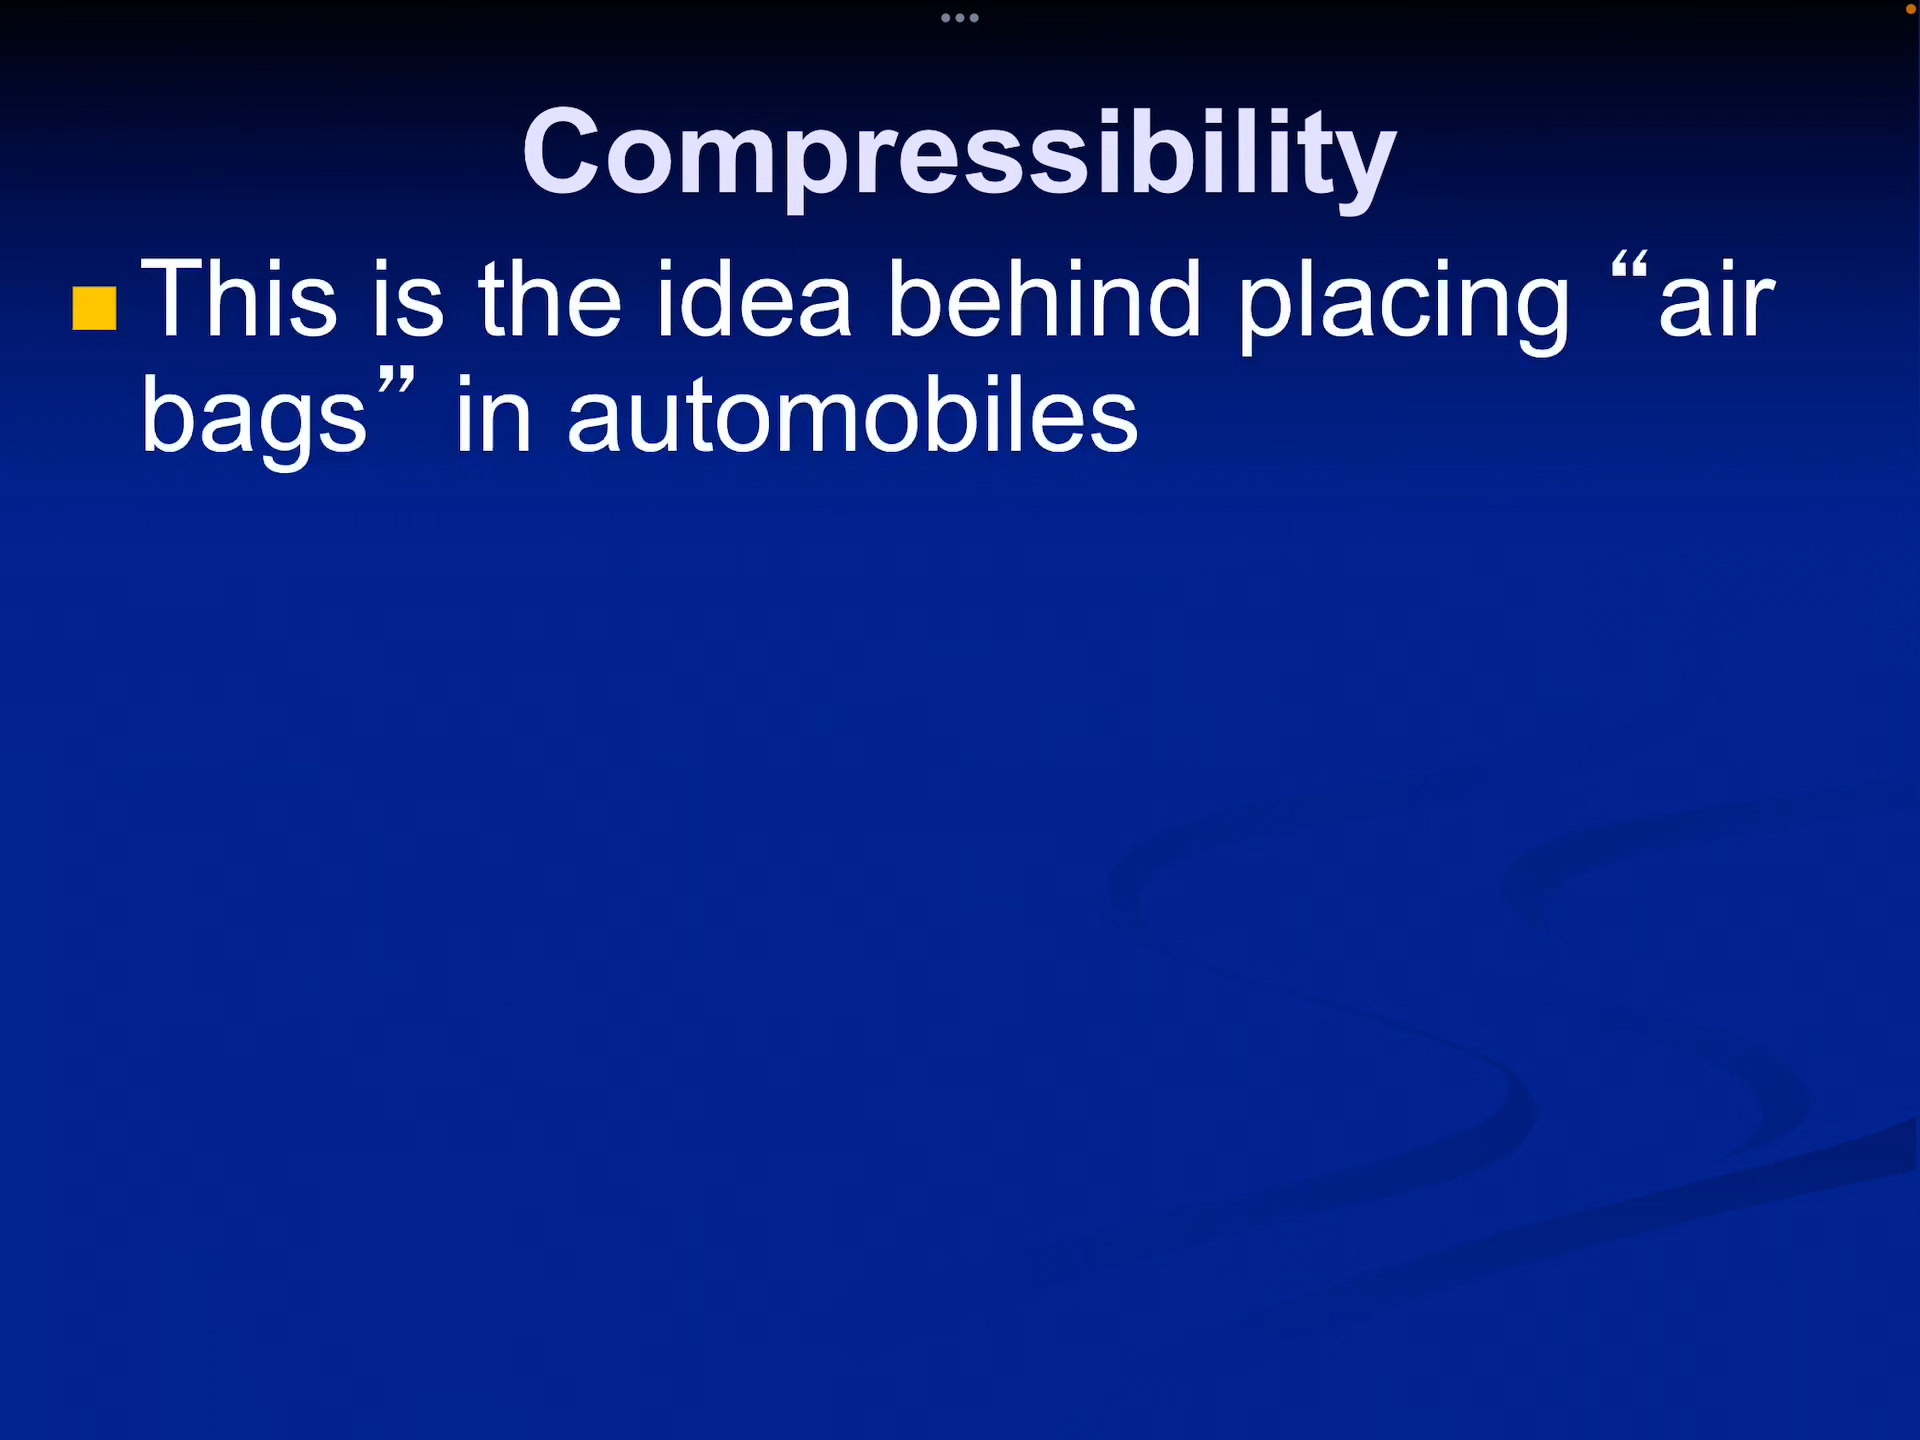 Compressibility
This is the idea behind placing “air
bags” in automobiles